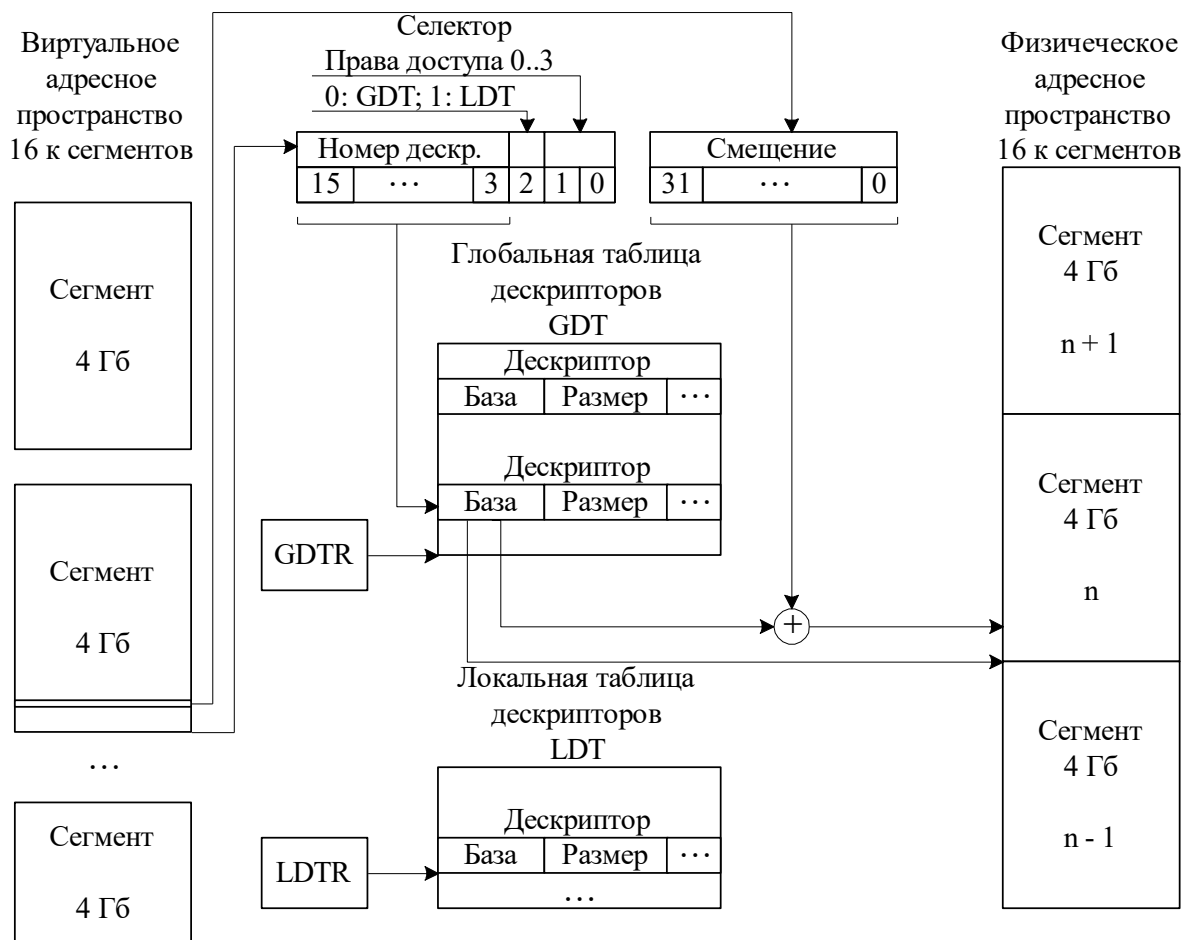 Виртуальное
адресное
пространство
16 к сегментов
Сегмент
4 Гб
Сегмент
4 Гб
...
Сегмент
4 Гб
Селектор
Права доступа 0..3
0: GDT; 1: LDT
Номер дескр.
15 ... 3 2 1 0
Смещение
31 ... 0
Глобальная таблица
дескрипторов
GDT
Дескриптор
База Размер ...
Дескриптор
База Размер ...
GDTR
+
Локальная таблица
дескрипторов
LDT
Дескриптор
База Размер ...
...
LDTR
Физичеческое
адресное
пространство
16 к сегментов
Сегмент
4 Гб
n + 1
Сегмент
4 Гб
n
Сегмент
4 Гб
n - 1